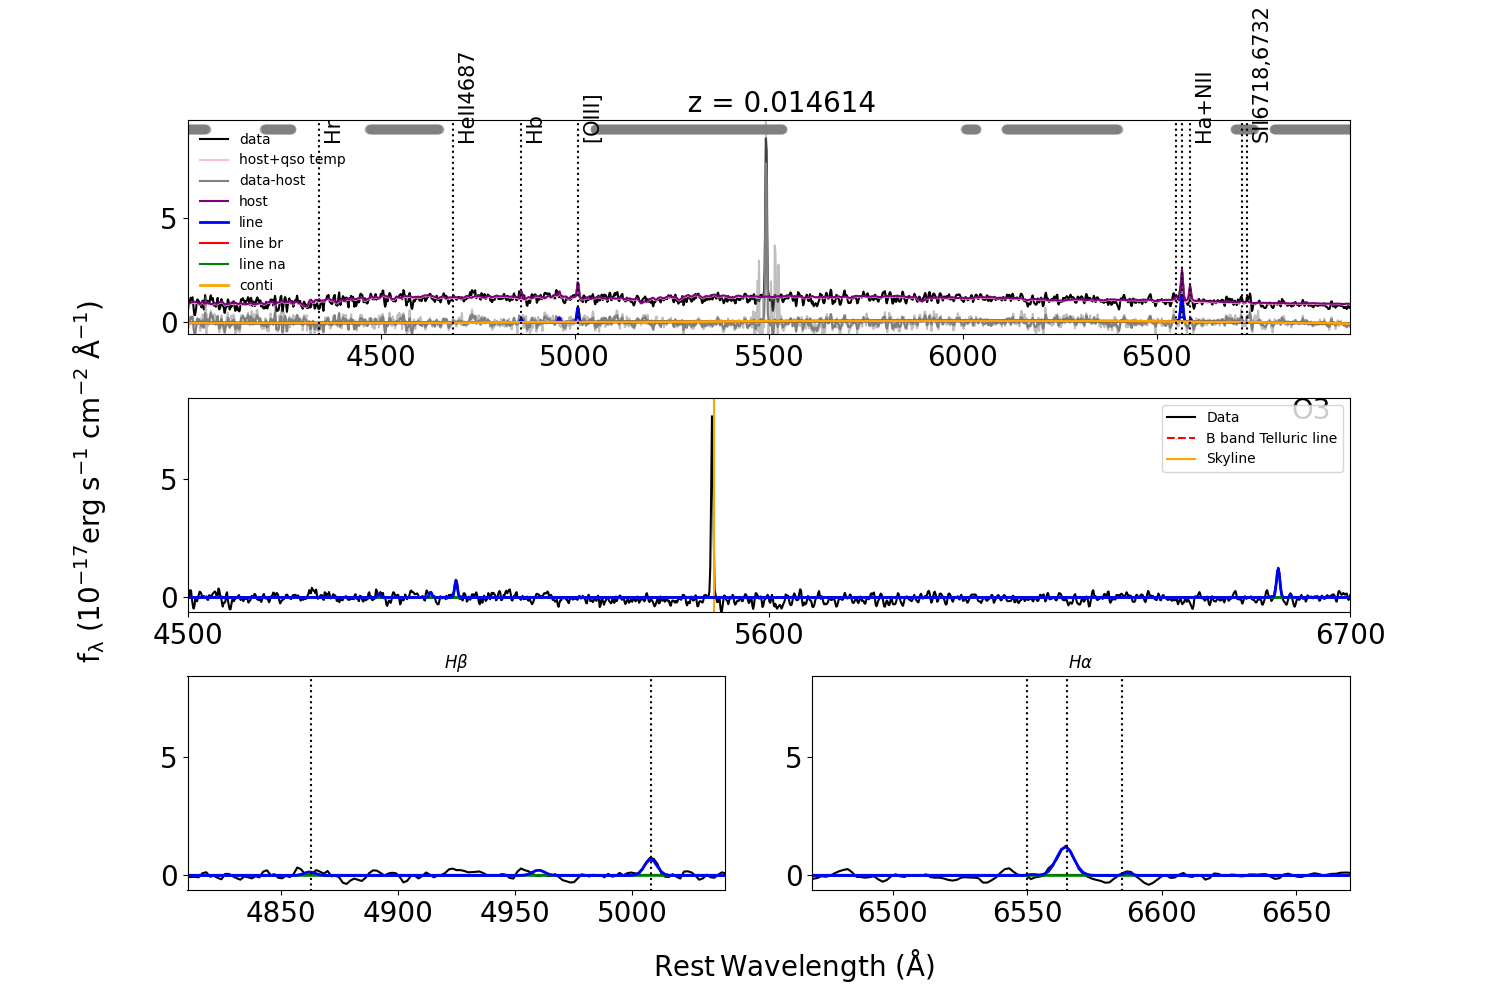 z = 0.014614
Hr
HeII4687
Hb
[OIII]
Ha+NII
SII6718,6732
data
host+qso temp
data-host
host
line
line br
line na
conti
5
0
4500
5000
5500
6000
6500
fλ (10−17erg s−1 cm−2 Å−1)
O3
Data
B band Telluric line
Skyline
5
0
4500
5600
6700
Hβ
5
0
4850
4900
4950
5000
Hα
5
0
6500
6550
6600
6650
Rest Wavelength (Å)